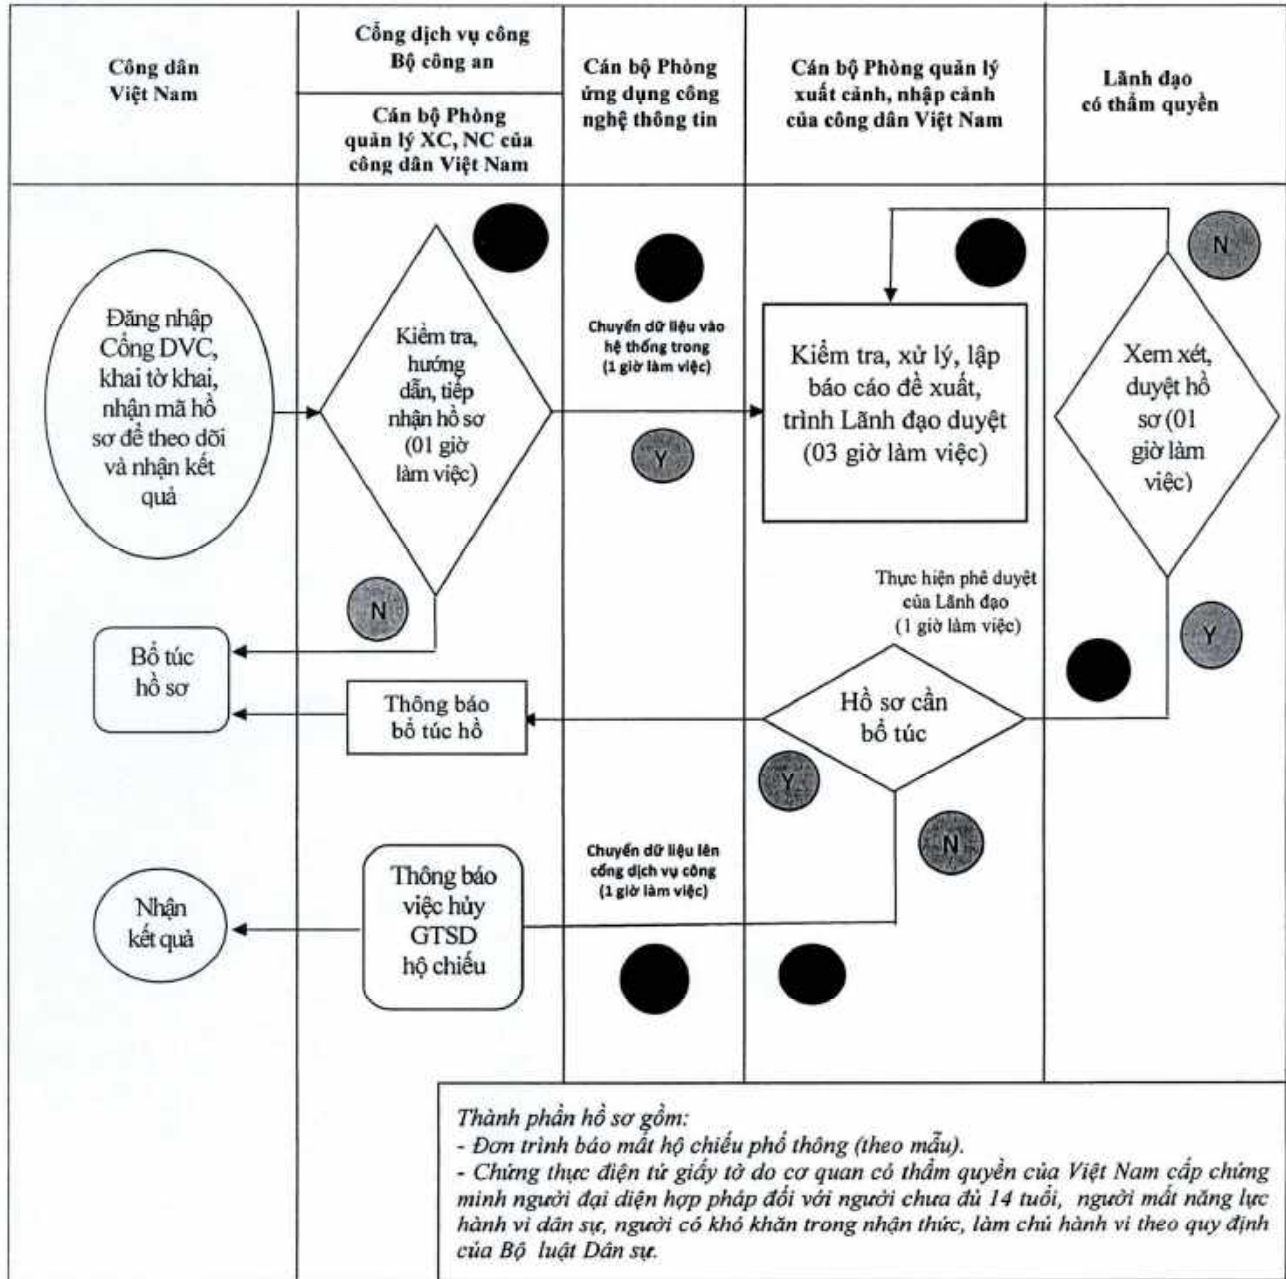 Công dân
Việt Nam
Cổng dịch vụ công
Bộ công an
Cán bộ Phòng
quản lý XC, NC của
công dân Việt Nam
Cán bộ Phòng
ứng dụng công
nghệ thông tin
Cán bộ Phòng quản lý
xuất cảnh, nhập cảnh
của công dân Việt Nam
Lãnh đạo
có thẩm quyền
Đăng nhập
Cổng DVC,
khai tờ khai,
nhận mã hồ
sơ để theo dõi
và nhận kết
quả
Kiểm tra,
hướng
dẫn, tiếp
nhận hồ sơ
(01 giờ
làm việc)
Chuyển dữ liệu vào
hệ thống trong
(1 giờ làm việc)
Y
Kiểm tra, xử lý, lập
báo cáo đề xuất,
trình Lãnh đạo duyệt
(03 giờ làm việc)
N
Xem xét,
duyệt hồ
sơ (01
giờ làm
việc)
N
Thực hiện phê duyệt
của Lãnh đạo
(1 giờ làm việc)
Y
Bổ túc
hồ sơ
Thông báo
bổ túc hồ
Hồ sơ cần
bổ túc
Y
N
Chuyển dữ liệu lên
cổng dịch vụ công
(1 giờ làm việc)
Nhận
kết quả
Thông báo
việc hủy
GTSD
hộ chiếu
Thành phần hồ sơ gồm:
- Đơn trình báo mất hộ chiếu phổ thông (theo mẫu).
- Chứng thực điện tử giấy tờ do cơ quan có thẩm quyền của Việt Nam cấp chứng
minh người đại diện hợp pháp đối với người chưa đủ 14 tuổi, người mất năng lực
hành vi dân sự, người có khó khăn trong nhận thức, làm chủ hành vi theo quy định
của Bộ luật Dân sự.